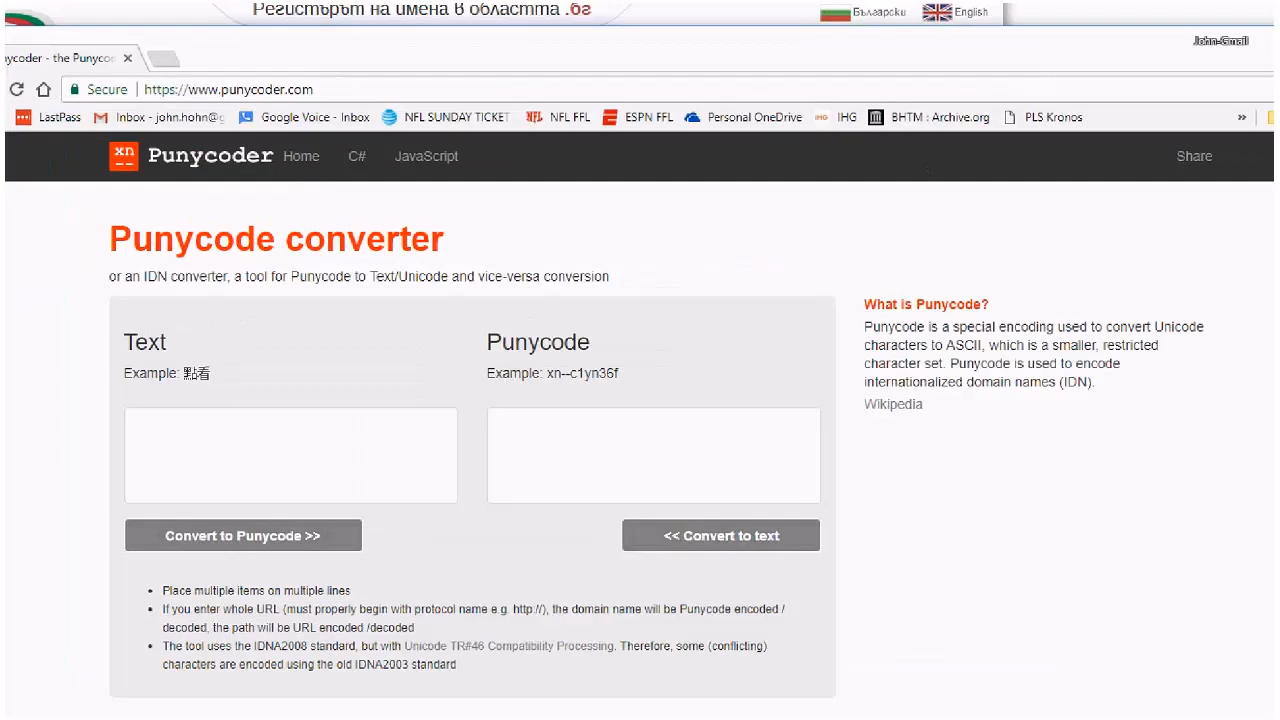 Регистърът на имена в областта .бг
Български
English
John-Gmail
ycoder - the Punyco
Secure
https://www.punycoder.com
LastPass
Inbox - john.hohn@g
Google Voice - Inbox
NFL SUNDAY TICKET
NFL FFL
ESPN FFL
Personal OneDrive
IHG
IHG
BHTM : Archive.org
PLS Kronos
»
xn
--
Punycoder
Home
C#
JavaScript
Share
Punycode converter
or an IDN converter, a tool for Punycode to Text/Unicode and vice-versa conversion
Text
Example: 點看
Punycode
Example: xn--c1yn36f
Convert to Punycode >>
<< Convert to text
• Place multiple items on multiple lines
• If you enter whole URL (must properly begin with protocol name e.g. http://), the domain name will be Punycode encoded /
decoded, the path will be URL encoded /decoded
• The tool uses the IDNA2008 standard, but with Unicode TR#46 Compatibility Processing. Therefore, some (conflicting)
characters are encoded using the old IDNA2003 standard
What is Punycode?
Punycode is a special encoding used to convert Unicode
characters to ASCII, which is a smaller, restricted
character set. Punycode is used to encode
internationalized domain names (IDN).
Wikipedia